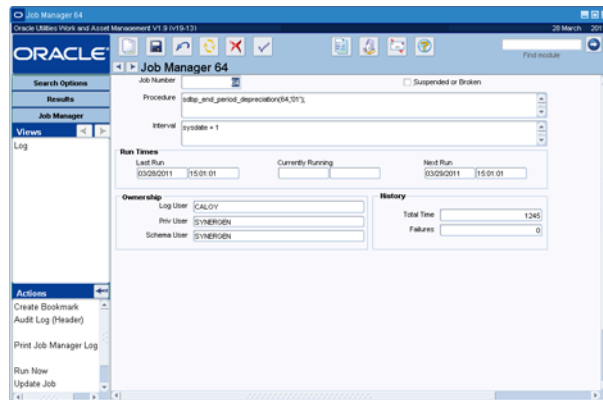 Job Manager 64
Oracle Utilities Work and Asset Management V1.9 (v19-13)
28 March 201
ORACLE
Find module
Job Manager 64
Search Options
Results
Job Manager
Views
Log
Job Number 64
Suspended or Broken
Procedure sdbp_end_period_depreciation(64,'01');
Interval sysdate + 1
Run Times
Last Run Currently Running Next Run
03/28/2011 15:01:01 03/29/2011 15:01:01
Ownership
Log User CALOY
Priv User SYNERGEN
Schema User SYNERGEN
History
Total Time 1245
Failures 0
Actions
Create Bookmark
Audit Log (Header)
Print Job Manager Log
Run Now
Update Job